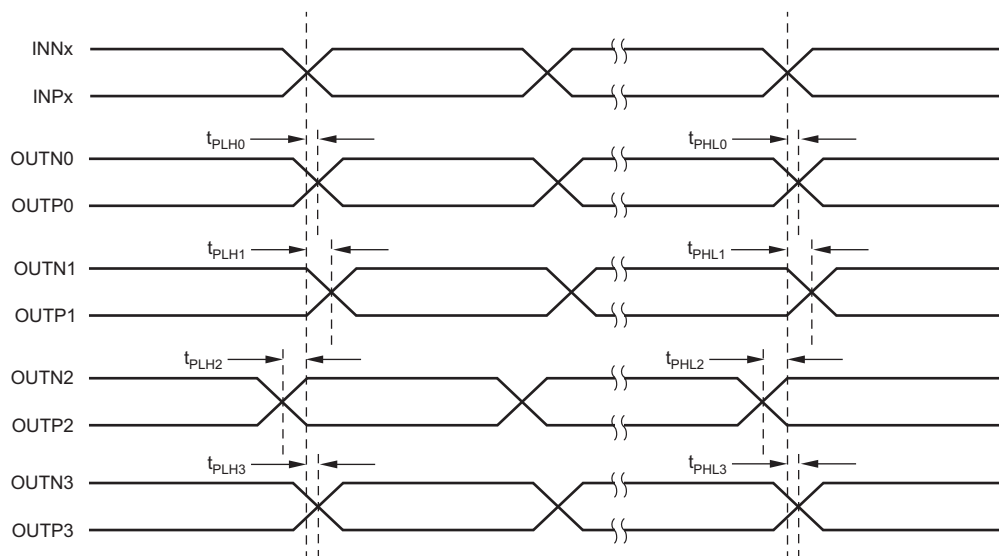 INNx
INPx
tPLH0 tPHL0
OUTN0
OUTP0
tPLH1 tPHL1
OUTN1
OUTP1
tPLH2 tPHL2
OUTN2
OUTP2
tPLH3 tPHL3
OUTN3
OUTP3